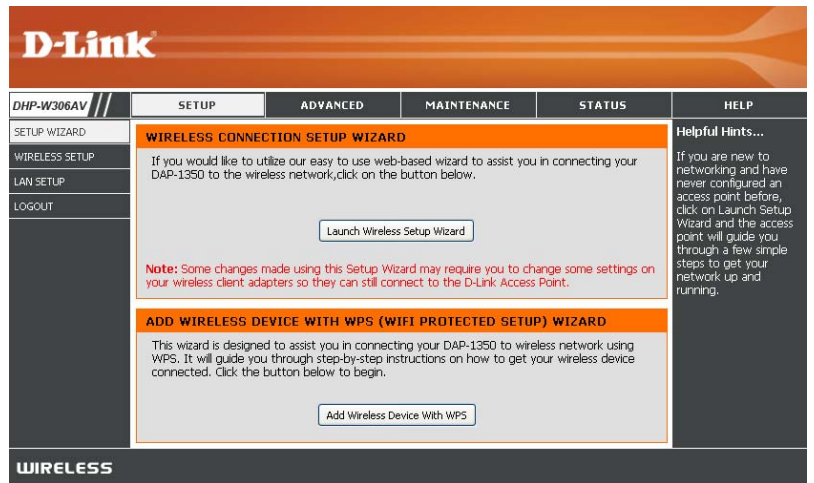 D-Link
DHP-W306AV
SETUP
ADVANCED
MAINTENANCE
STATUS
HELP
SETUP WIZARD
WIRELESS SETUP
LAN SETUP
LOGOUT
WIRELESS CONNECTION SETUP WIZARD
If you would like to utilize our easy to use web-based wizard to assist you in connecting your
DAP-1350 to the wireless network,click on the button below.
Launch Wireless Setup Wizard
Note: Some changes made using this Setup Wizard may require you to change some settings on
your wireless client adapters so they can still connect to the D-Link Access Point.
ADD WIRELESS DEVICE WITH WPS (WIFI PROTECTED SETUP) WIZARD
This wizard is designed to assist you in connecting your DAP-1350 to wireless network using
WPS. It will guide you through step-by-step instructions on how to get your wireless device
connected. Click the button below to begin.
Add Wireless Device With WPS
Helpful Hints...
If you are new to
networking and have
never configured an
access point before,
click on Launch Setup
Wizard and the access
point will guide you
through a few simple
steps to get your
network up and
running.
WIRELESS